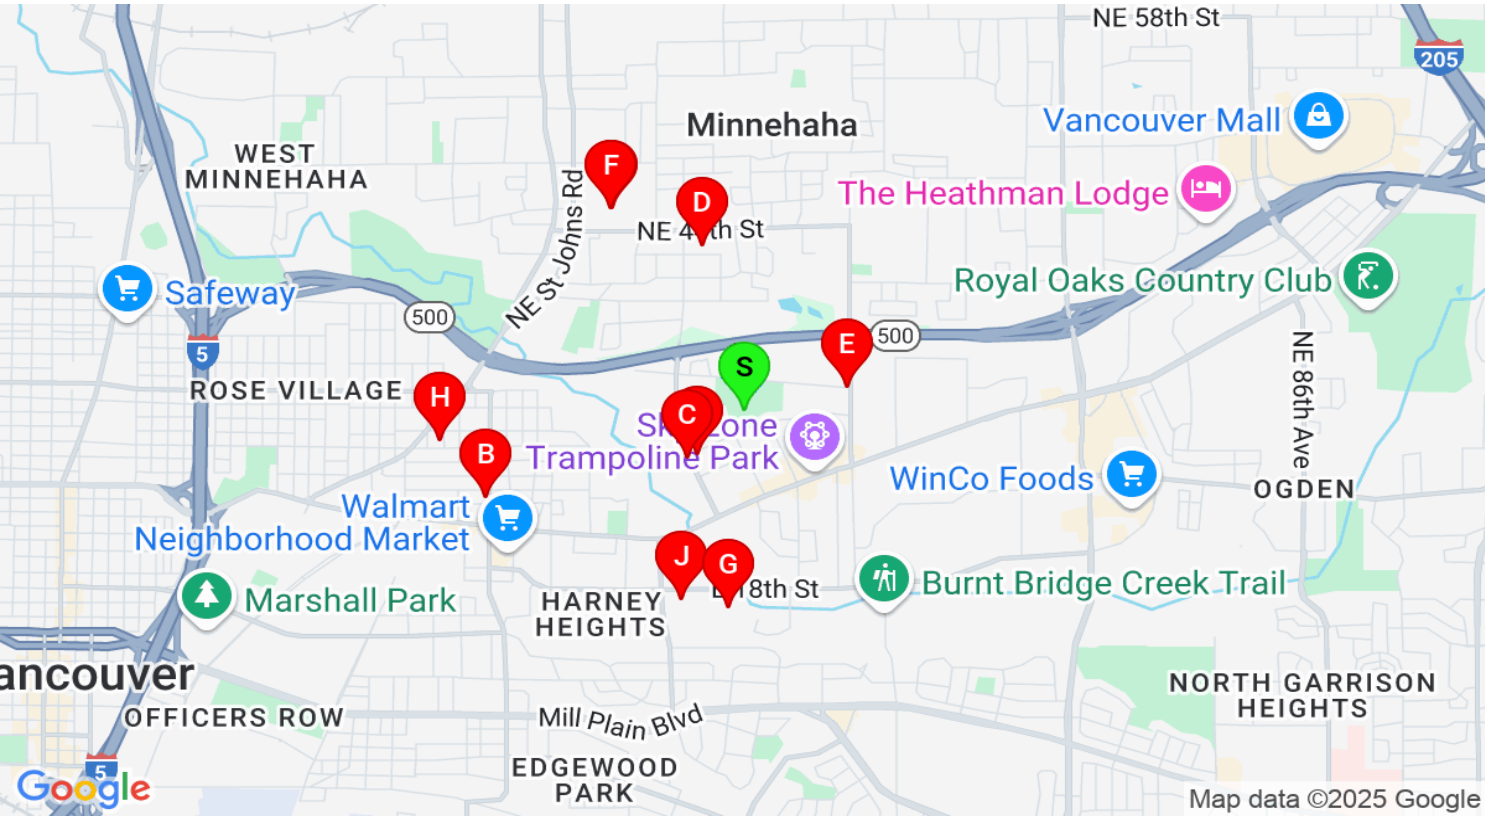 NE 58th St
205
Minnehaha
Vancouver Mall
WEST
MINNEHAHA
F
The Heathman Lodge
D
NE St Johns Rd
Royal Oaks Country Club
Safeway
500
500
5
E
S
NE 86th Ave
ROSE VILLAGE
H
C
Zone
Trampoline Park
B
WinCo Foods
OGDEN
Walmart
Neighborhood Market
J
G
18th St
Burnt Bridge Creek Trail
Marshall Park
HARNEY
HEIGHTS
ancouver
NORTH GARRISON
HEIGHTS
OFFICERS ROW
Mill Plain Blvd
EDGEWOOD
PARK
5
Google
Map data ©2025 Google